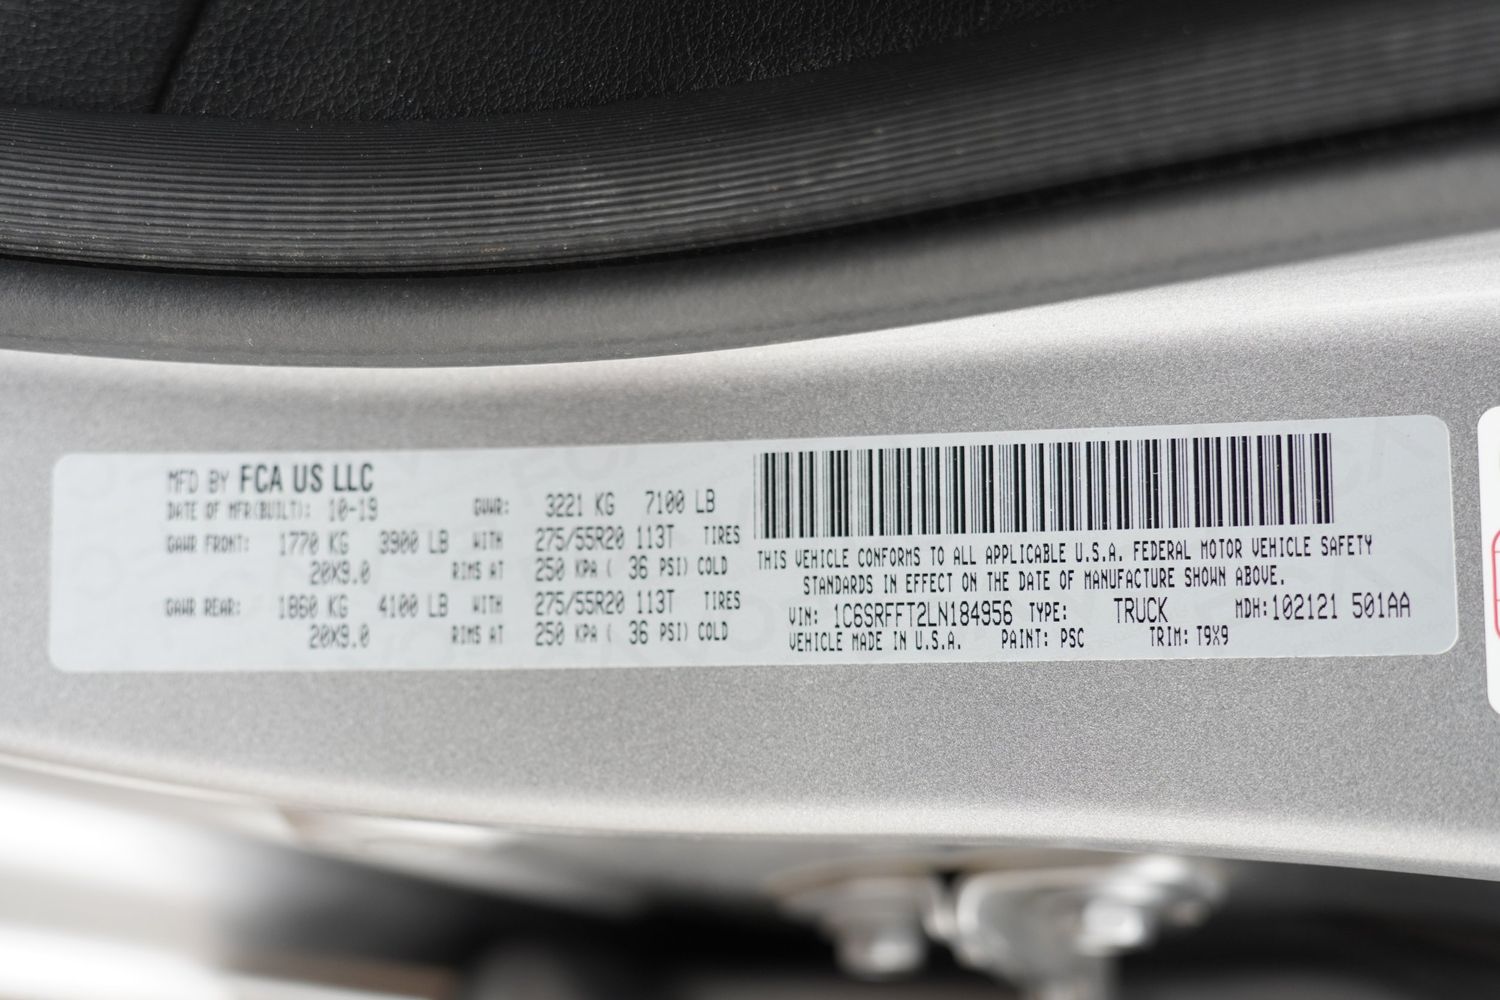 MFD BY FCA US LLC
DATE OF MFR(BUILT): 10-19 GVWR: 3221 KG 7100 LB
GAWR FRONT: 1770 KG 3900 LB WITH 275/55R20 113T TIRES
20X9.0 RIMS AT 250 KPA ( 36 PSI) COLD
GAWR REAR: 1860 KG 4100 LB WITH 275/55R20 113T TIRES
20X9.0 RIMS AT 250 KPA ( 36 PSI) COLD
THIS VEHICLE CONFORMS TO ALL APPLICABLE U.S.A. FEDERAL MOTOR VEHICLE SAFETY
STANDARDS IN EFFECT ON THE DATE OF MANUFACTURE SHOWN ABOVE.
VIN: 1C6SRFFT2LN184956 TYPE: TRUCK MDH:102121 501AA
VEHICLE MADE IN U.S.A. PAINT: PSC TRIM: T9X9